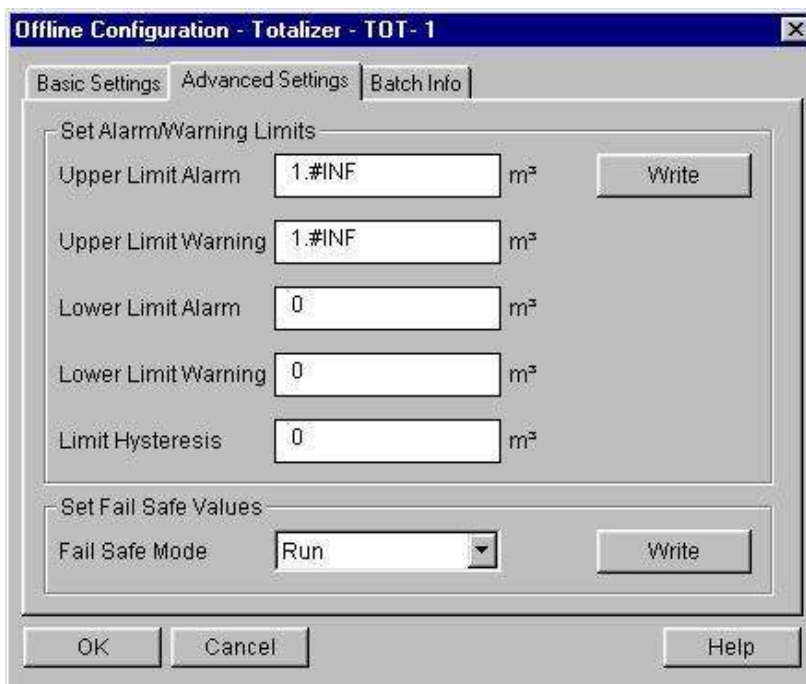 Offline Configuration - Totalizer - TOT- 1
Basic Settings Advanced Settings Batch Info
Set Alarm/Warning Limits
Upper Limit Alarm 1.#INF m³ Write
Upper Limit Warning 1.#INF m³
Lower Limit Alarm 0 m³
Lower Limit Warning 0 m³
Limit Hysteresis 0 m³
Set Fail Safe Values
Fail Safe Mode Run Write
OK Cancel Help